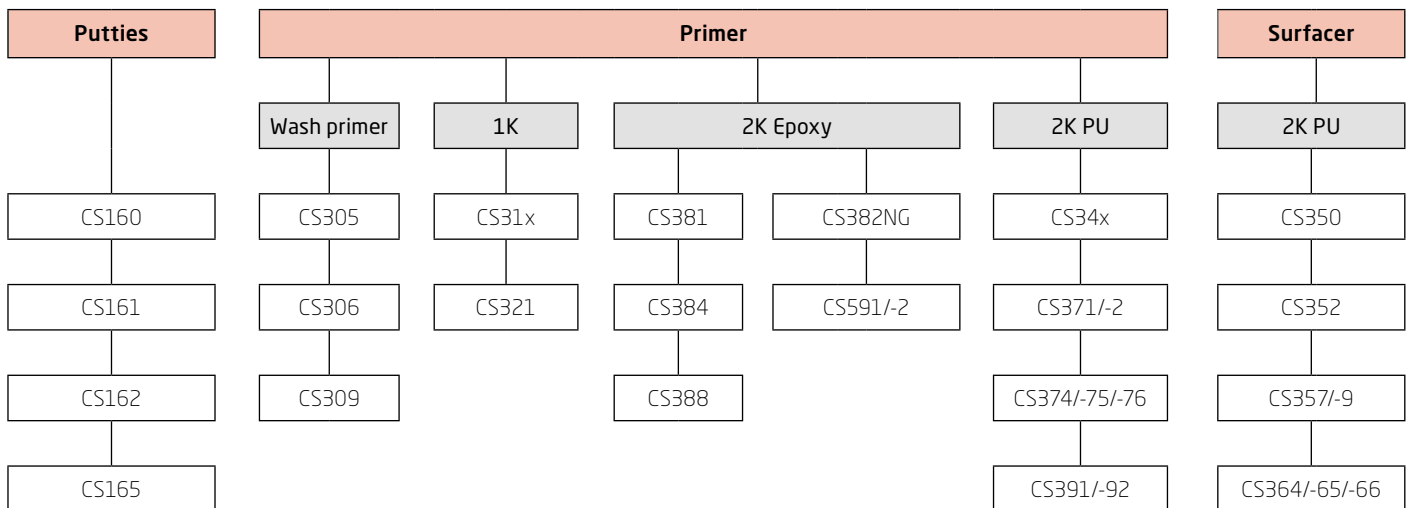 Putties
Primer
Surfacer
Wash primer
1K
2K Epoxy
2K PU
2K PU
CS160
CS305
CS31x
CS381
CS382NG
CS34x
CS350
CS161
CS306
CS321
CS384
CS591/-2
CS371/-2
CS352
CS162
CS309
CS388
CS374/-75/-76
CS357/-9
CS165
CS391/-92
CS364/-65/-66